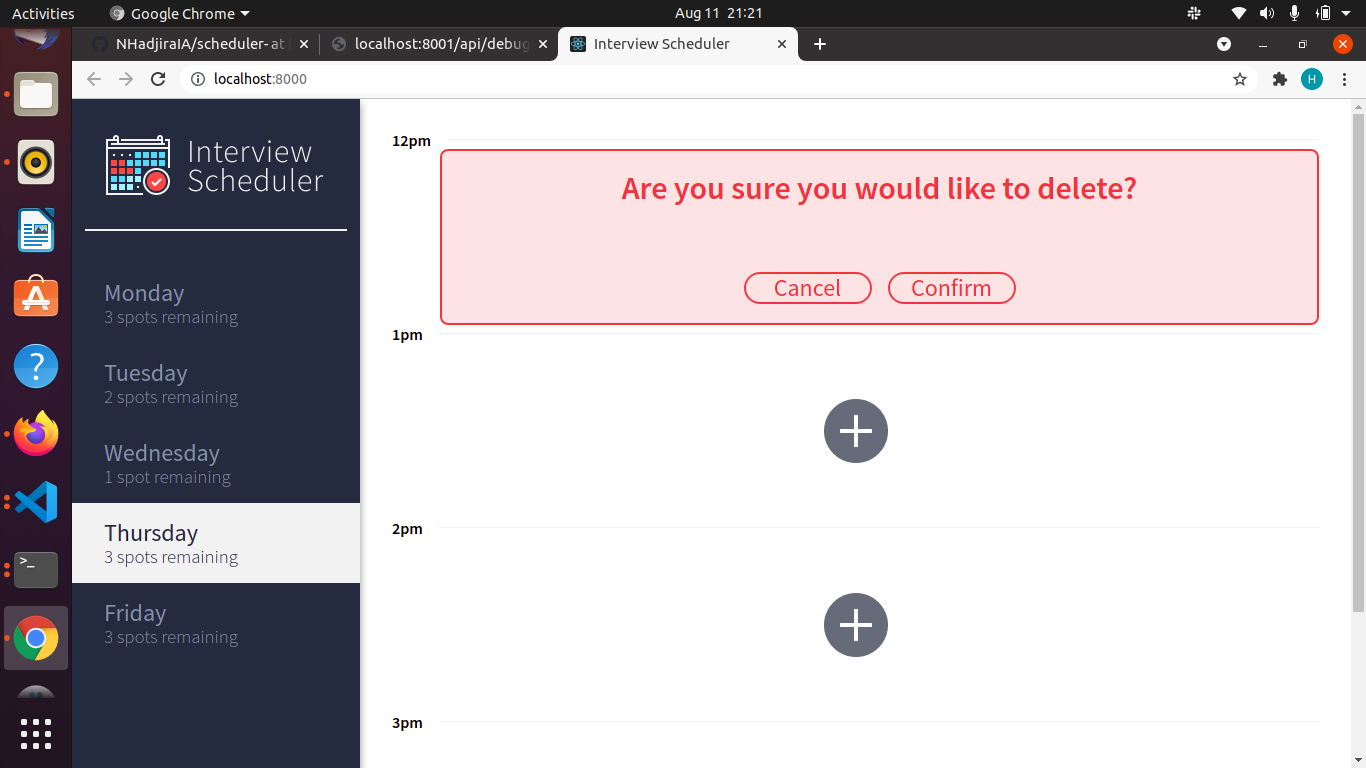 Activities
Google Chrome
Aug 11 21:21
NHadjiraIA/scheduler- at
localhost:8001/api/debug
Interview Scheduler
localhost:8000
H
Interview
Scheduler
Monday
3 spots remaining
Tuesday
2 spots remaining
Wednesday
1 spot remaining
Thursday
3 spots remaining
Friday
3 spots remaining
12pm
Are you sure you would like to delete?
Cancel Confirm
1pm
2pm
3pm